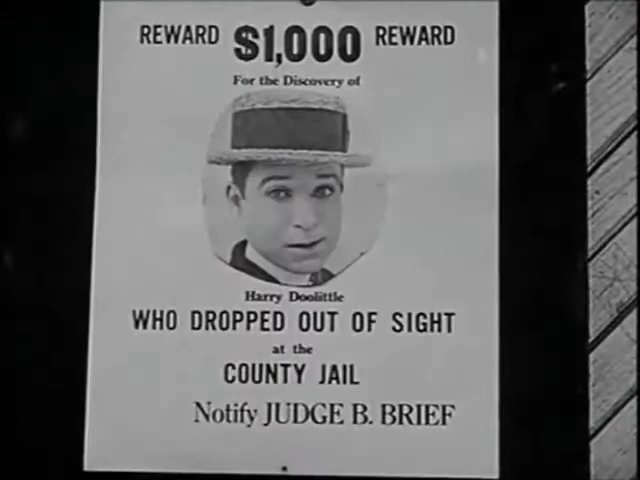 REWARD $1,000 REWARD
For the Discovery of
Harry Doolittle
WHO DROPPED OUT OF SIGHT
at the
COUNTY JAIL
Notify JUDGE B. BRIEF